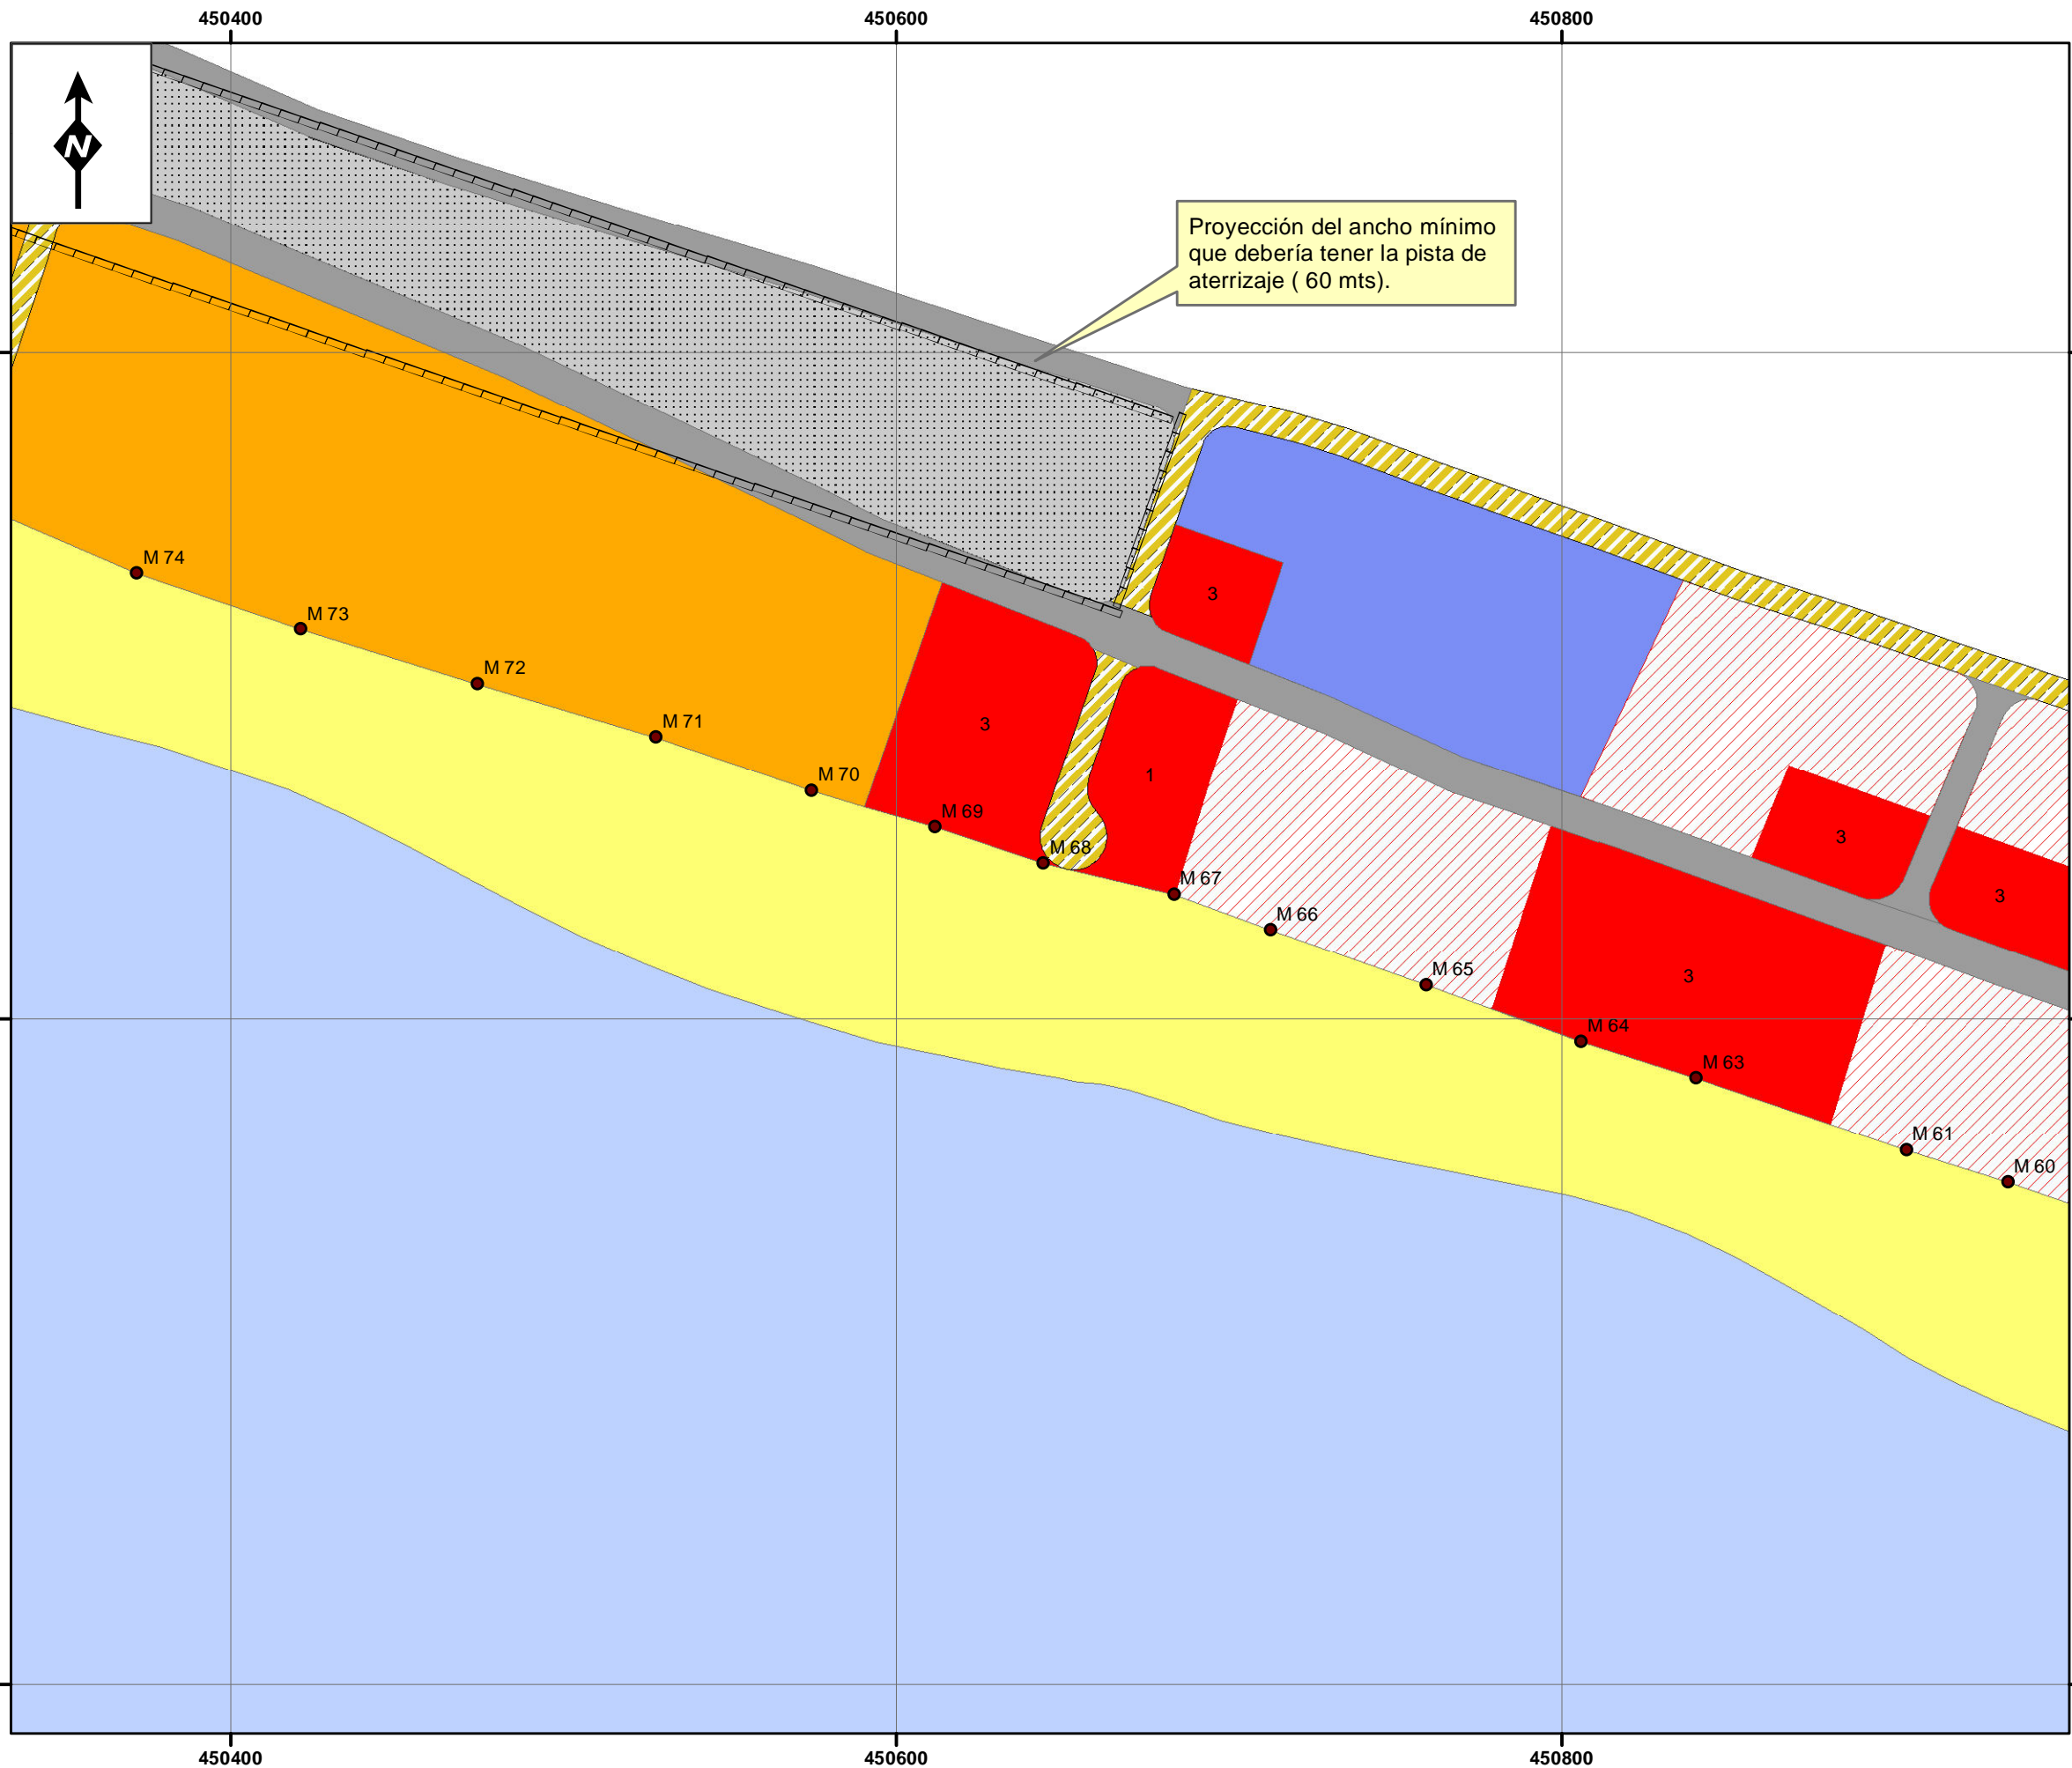 450400
450600
450800
N
Proyección del ancho mínimo
que debería tener la pista de
aterrizaje ( 60 mts).
M 74
M 73
M 72
M 71
M 70
M 69
M 68
M 67
M 66
M 65
M 64
M 63
M 61
M 60
3
3
1
3
3
3
450400
450600
450800